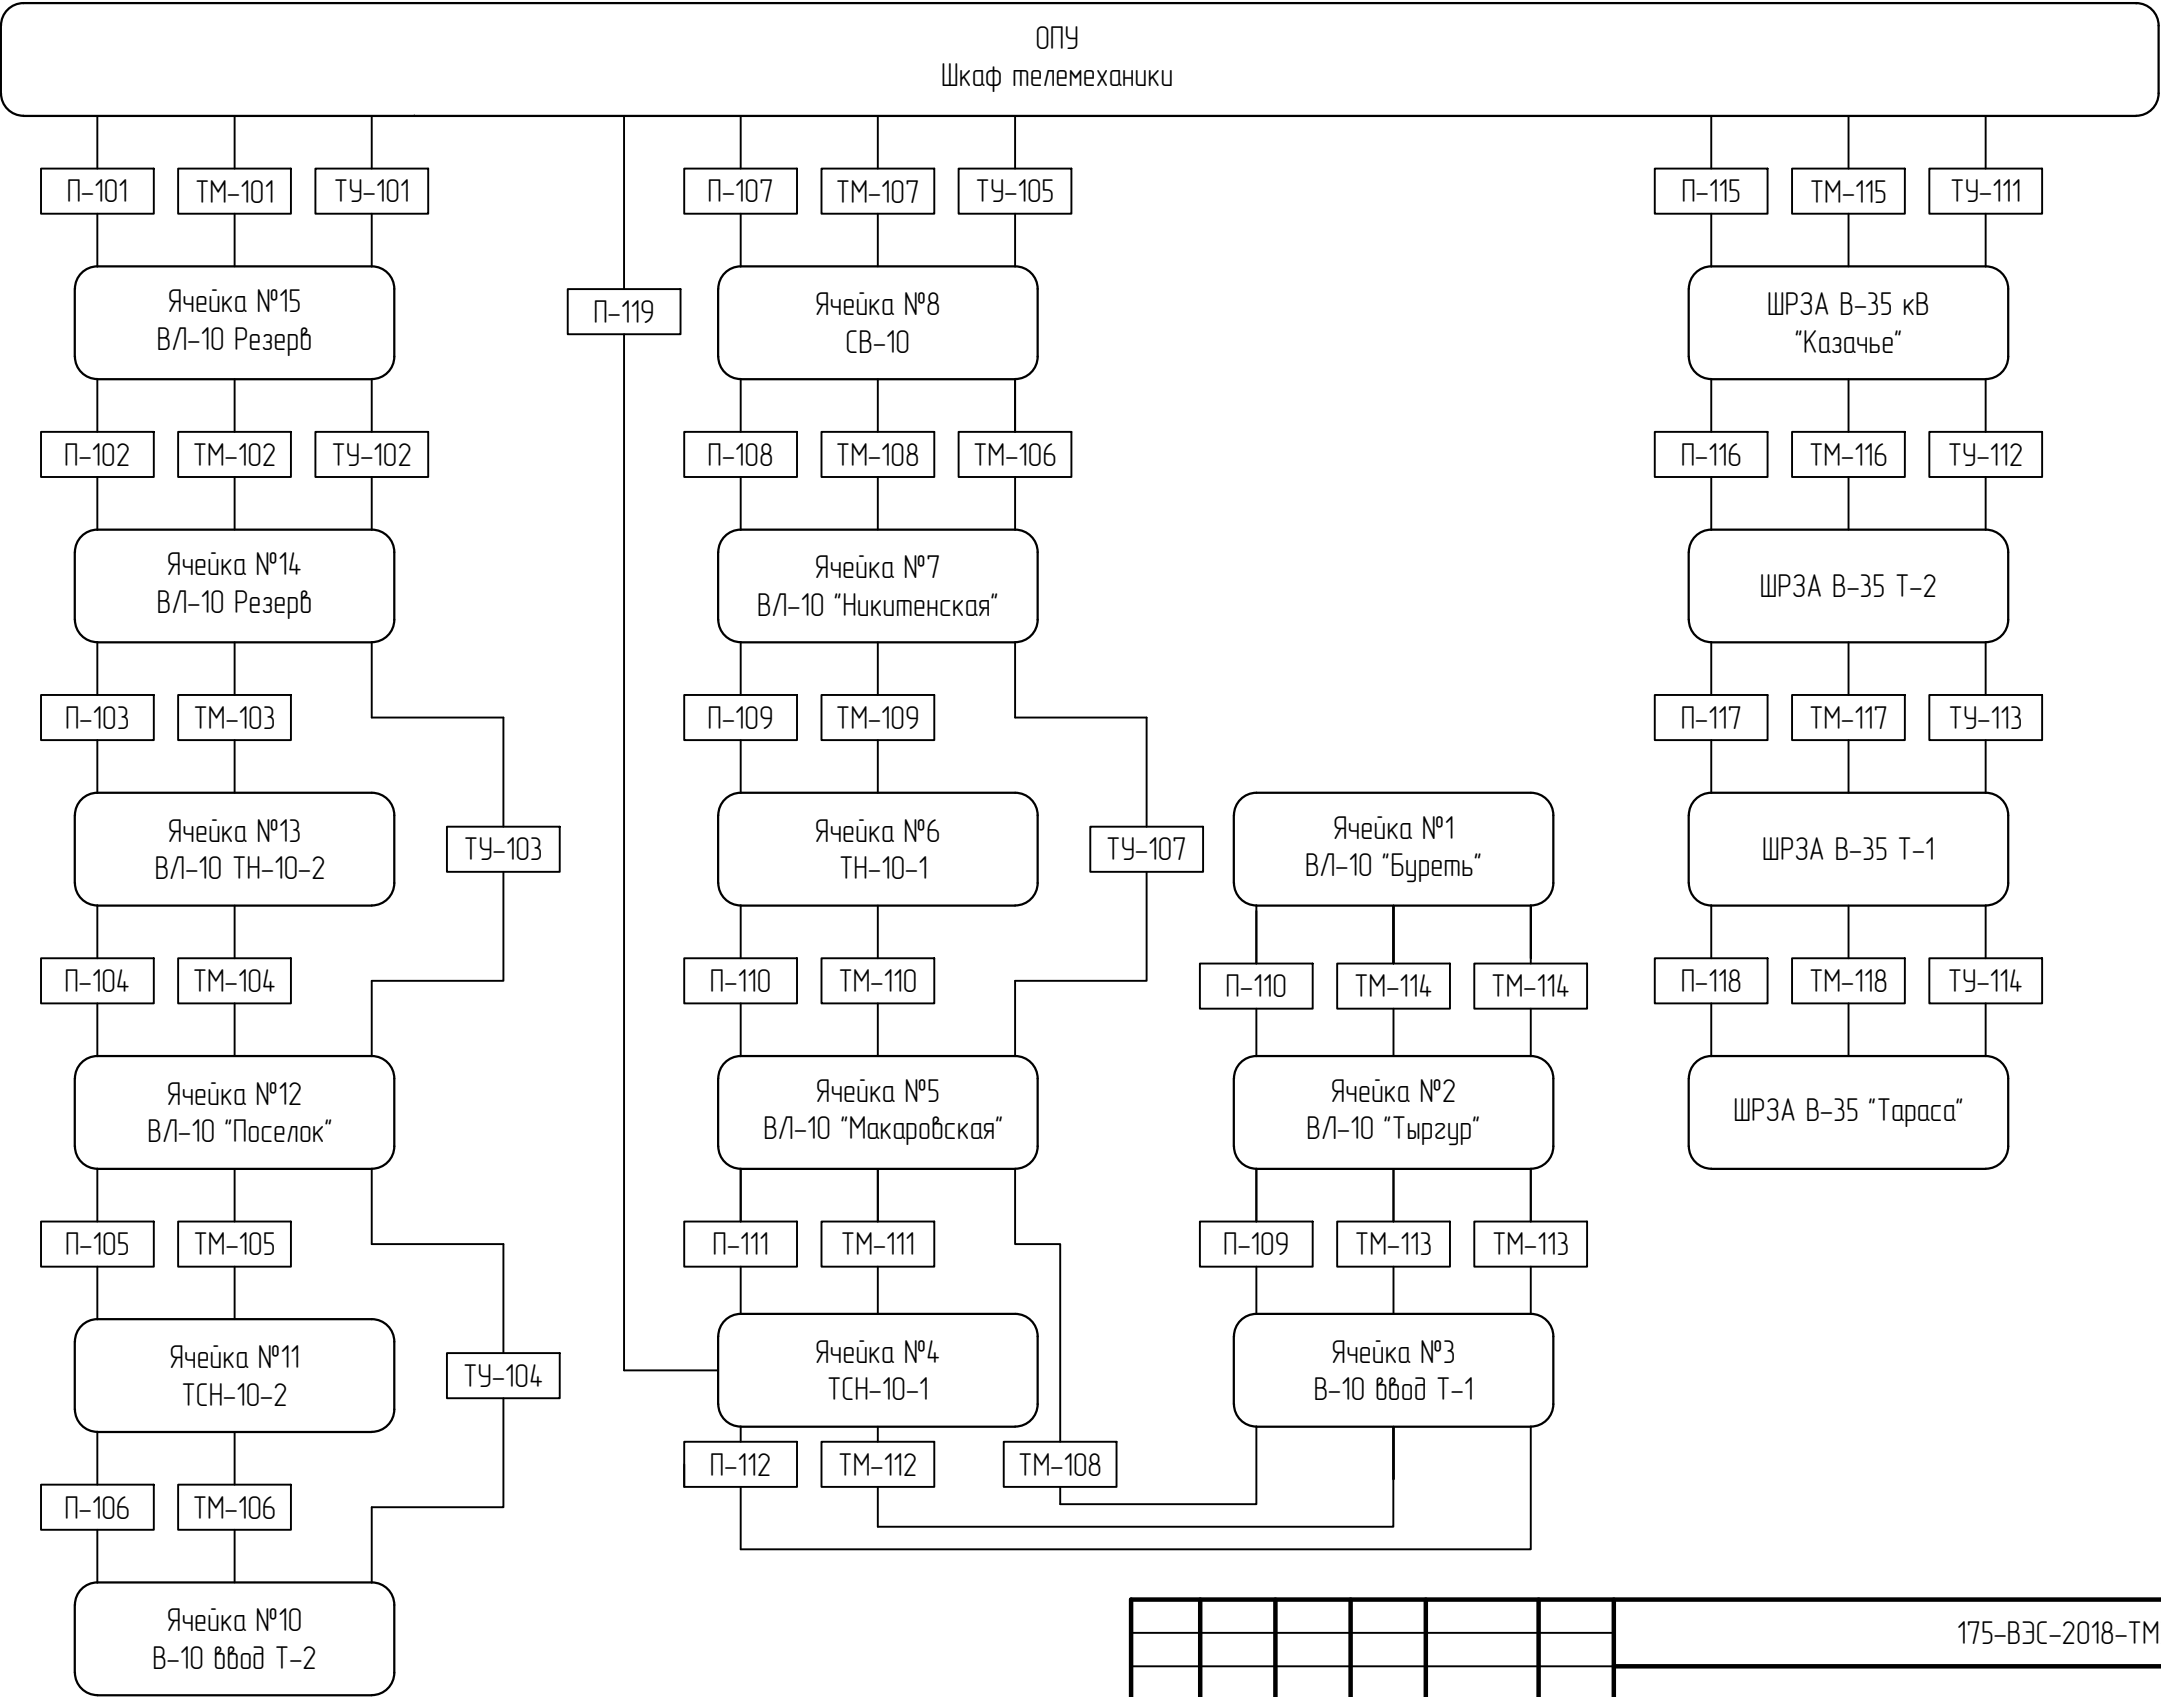 ОПУ
Шкаф телемеханики
П-101
ТМ-101
ТУ-101
П-107
ТМ-107
ТУ-105
П-115
ТМ-115
ТУ-111
Ячейка №15
ВЛ-10 Резерв
П-119
Ячейка №8
СВ-10
ШРЗА В-35 кВ
"Казачье"
П-102
ТМ-102
ТУ-102
П-108
ТМ-108
ТМ-106
П-116
ТМ-116
ТУ-112
Ячейка №14
ВЛ-10 Резерв
Ячейка №7
ВЛ-10 "Никитенская"
ШРЗА В-35 Т-2
П-103
ТМ-103
П-109
ТМ-109
П-117
ТМ-117
ТУ-113
Ячейка №13
ВЛ-10 ТН-10-2
ТУ-103
Ячейка №6
ТН-10-1
ТУ-107
Ячейка №1
ВЛ-10 "Буреть"
ШРЗА В-35 Т-1
П-104
ТМ-104
П-110
ТМ-110
П-110
ТМ-114
ТМ-114
П-118
ТМ-118
ТУ-114
Ячейка №12
ВЛ-10 "Поселок"
Ячейка №5
ВЛ-10 "Макаровская"
Ячейка №2
ВЛ-10 "Тыргур"
ШРЗА В-35 "Тараса"
П-105
ТМ-105
П-111
ТМ-111
П-109
ТМ-113
ТМ-113
Ячейка №11
ТСН-10-2
ТУ-104
Ячейка №4
ТСН-10-1
Ячейка №3
В-10 ввод Т-1
П-112
ТМ-112
ТМ-108
П-106
ТМ-106
Ячейка №10
В-10 ввод Т-2
175-ВЭС-2018-ТМ